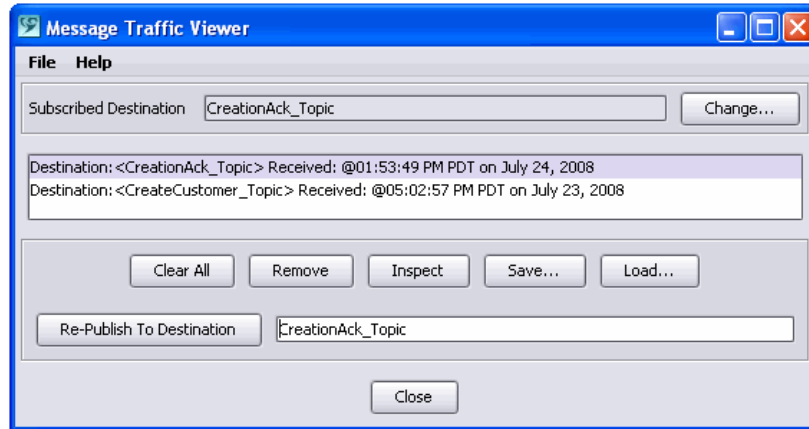 Message Traffic Viewer
File Help
Subscribed Destination CreationAck_Topic Change...
Destination:<CreationAck_Topic> Received: @01:53:49 PM PDT on July 24, 2008
Destination:<CreateCustomer_Topic> Received: @05:02:57 PM PDT on July 23, 2008
Clear All Remove Inspect Save... Load...
Re-Publish To Destination CreationAck_Topic
Close